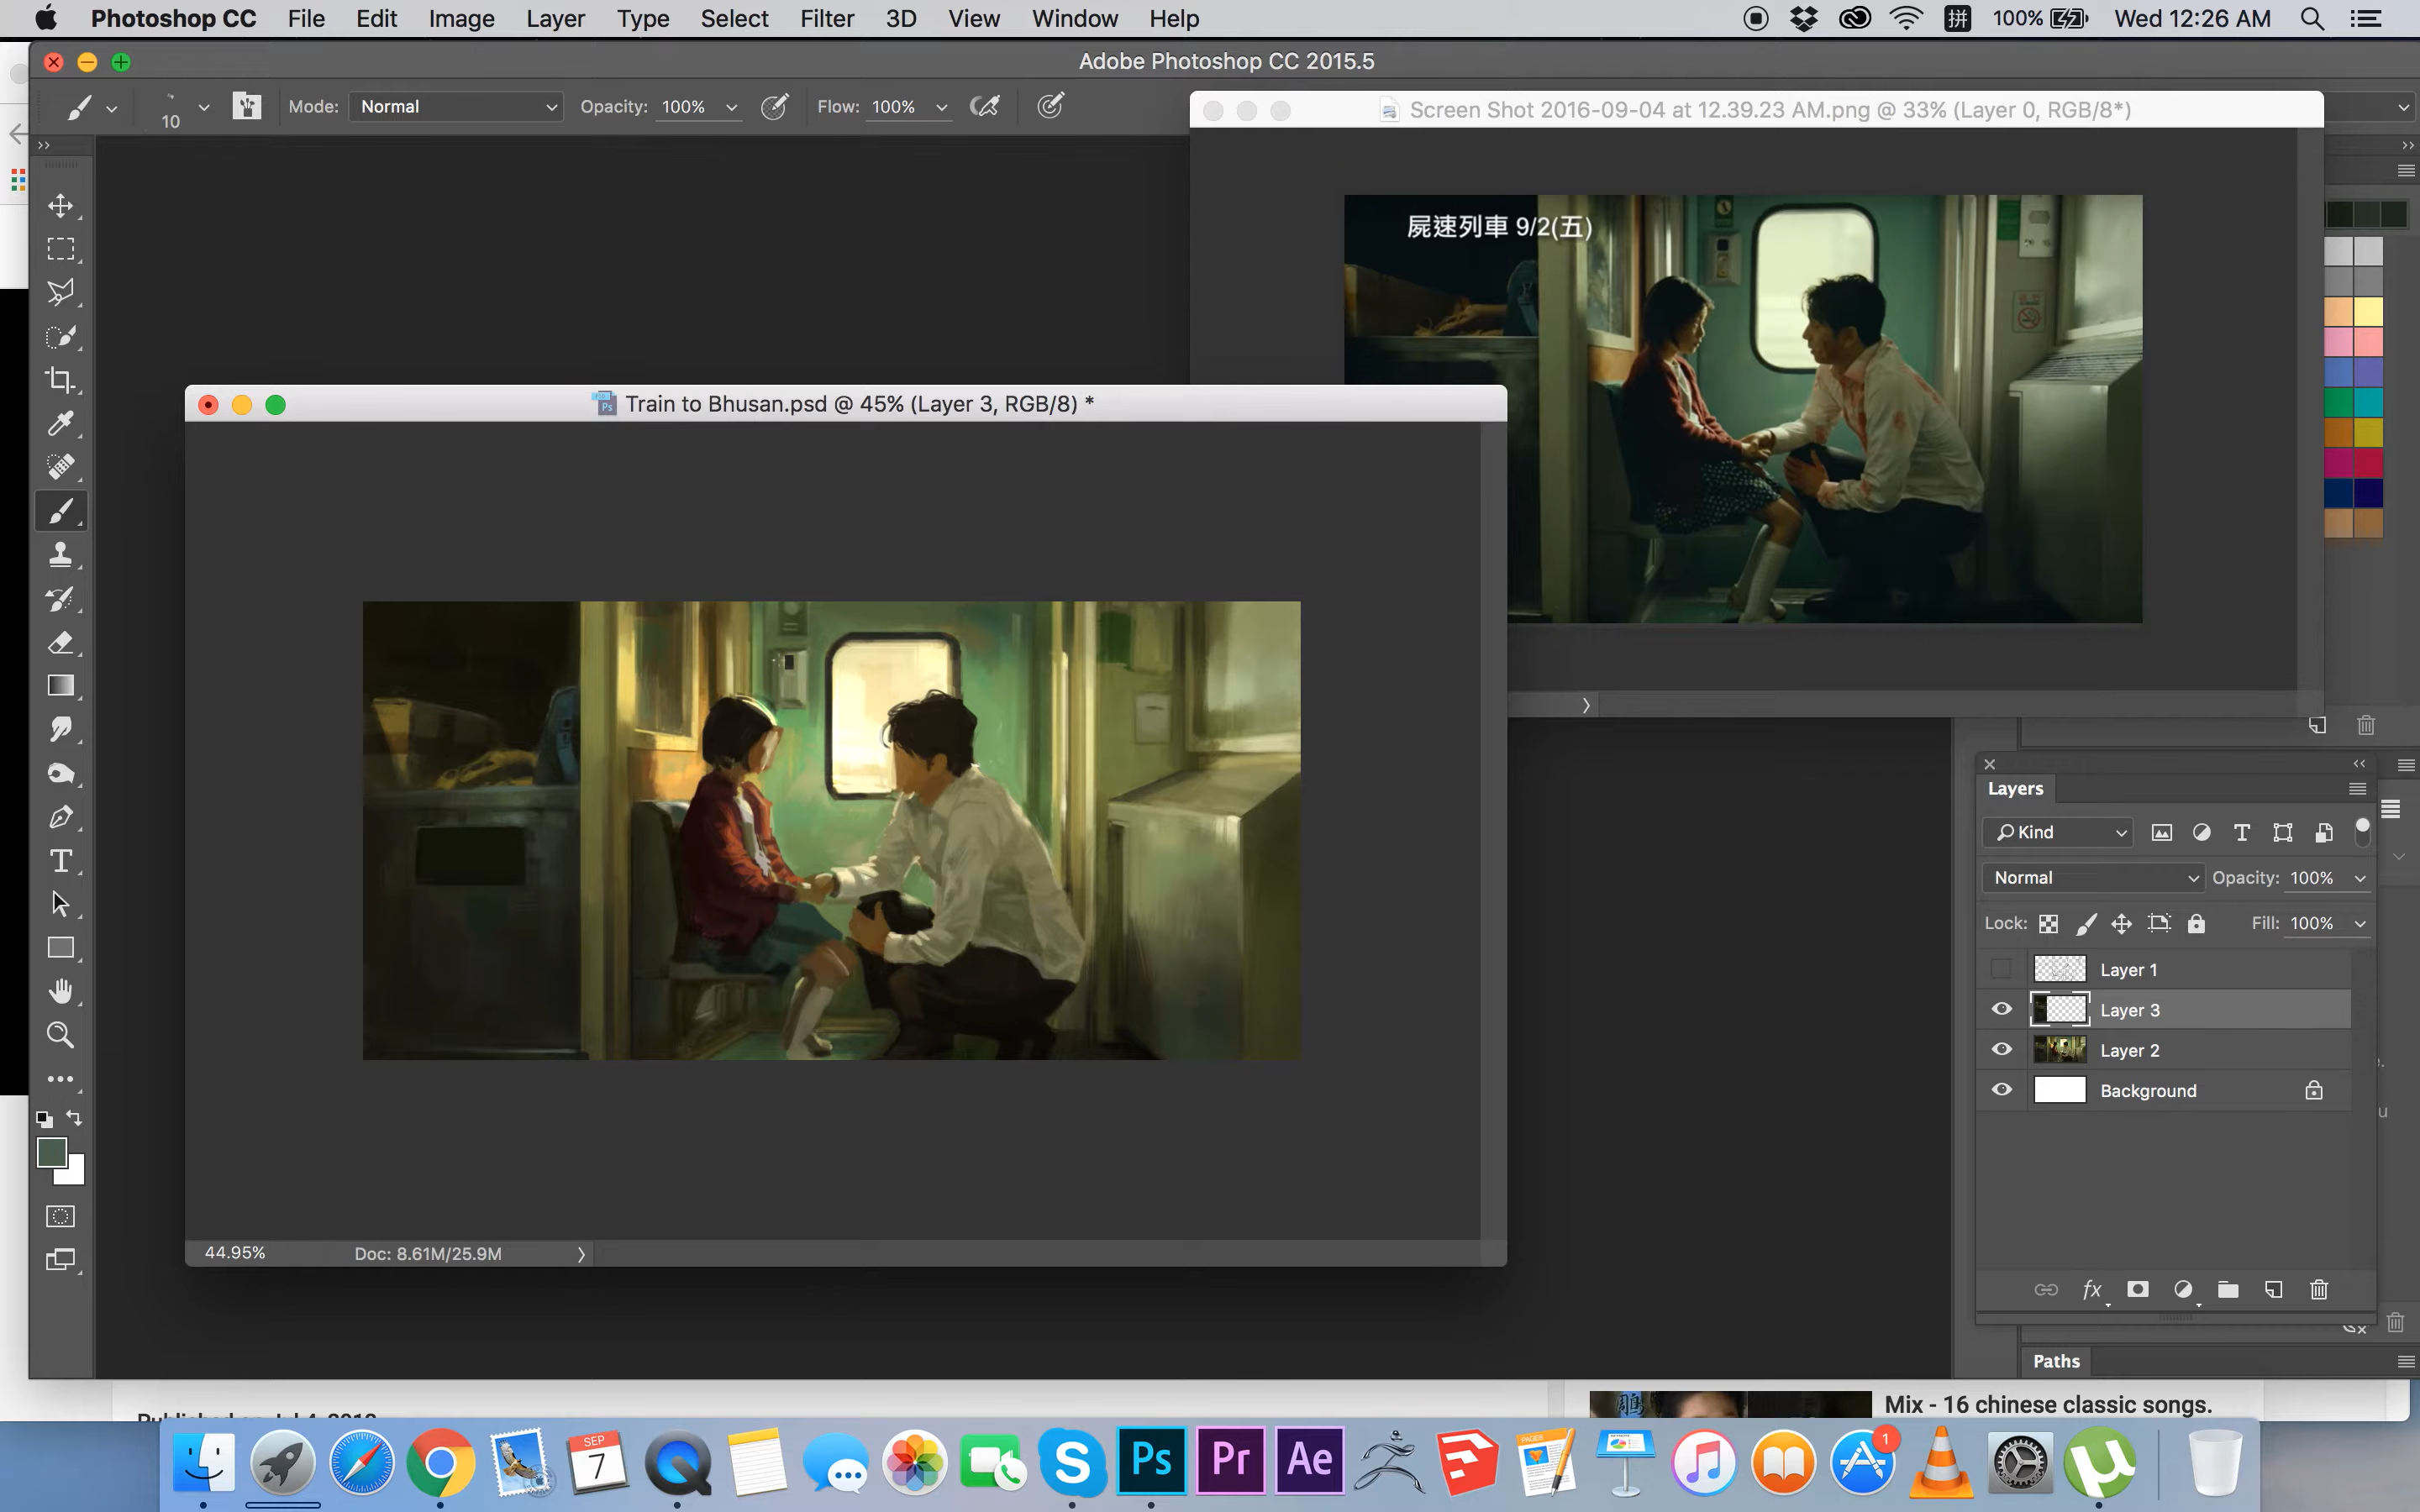 Photoshop CC File Edit Image Layer Type Select Filter 3D View Window Help 拼 100% Wed 12:26 AM
Adobe Photoshop CC 2015.5
10 Mode: Normal Opacity: 100% Flow: 100%
Screen Shot 2016-09-04 at 12.39.23 AM.png @ 33% (Layer 0, RGB/8*)
屍速列車 9/2(五)
Train to Bhusan.psd @ 45% (Layer 3, RGB/8) *
Layers
Kind
Normal Opacity: 100%
Lock: Fill: 100%
Layer 1
Layer 3
Layer 2
Background
fx
44.95% Doc: 8.61M/25.9M
Paths
Mix - 16 chinese classic songs.
SEP
7
PAGES
Ps Pr Ae
1